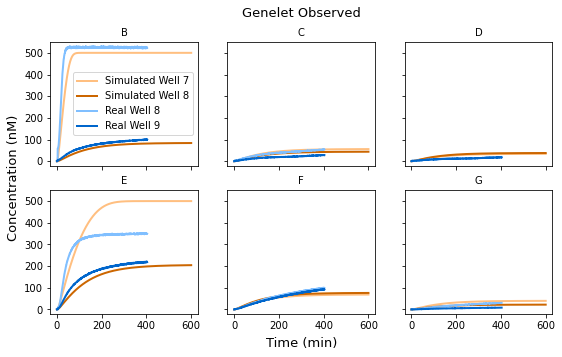 Genelet Observed
B
C
D
500
400
300
200
100
0
Simulated Well 7
Simulated Well 8
Real Well 8
Real Well 9
Concentration (nM)
E
F
G
500
400
300
200
100
0
0 200 400 600
0 200 400 600
0 200 400 600
Time (min)